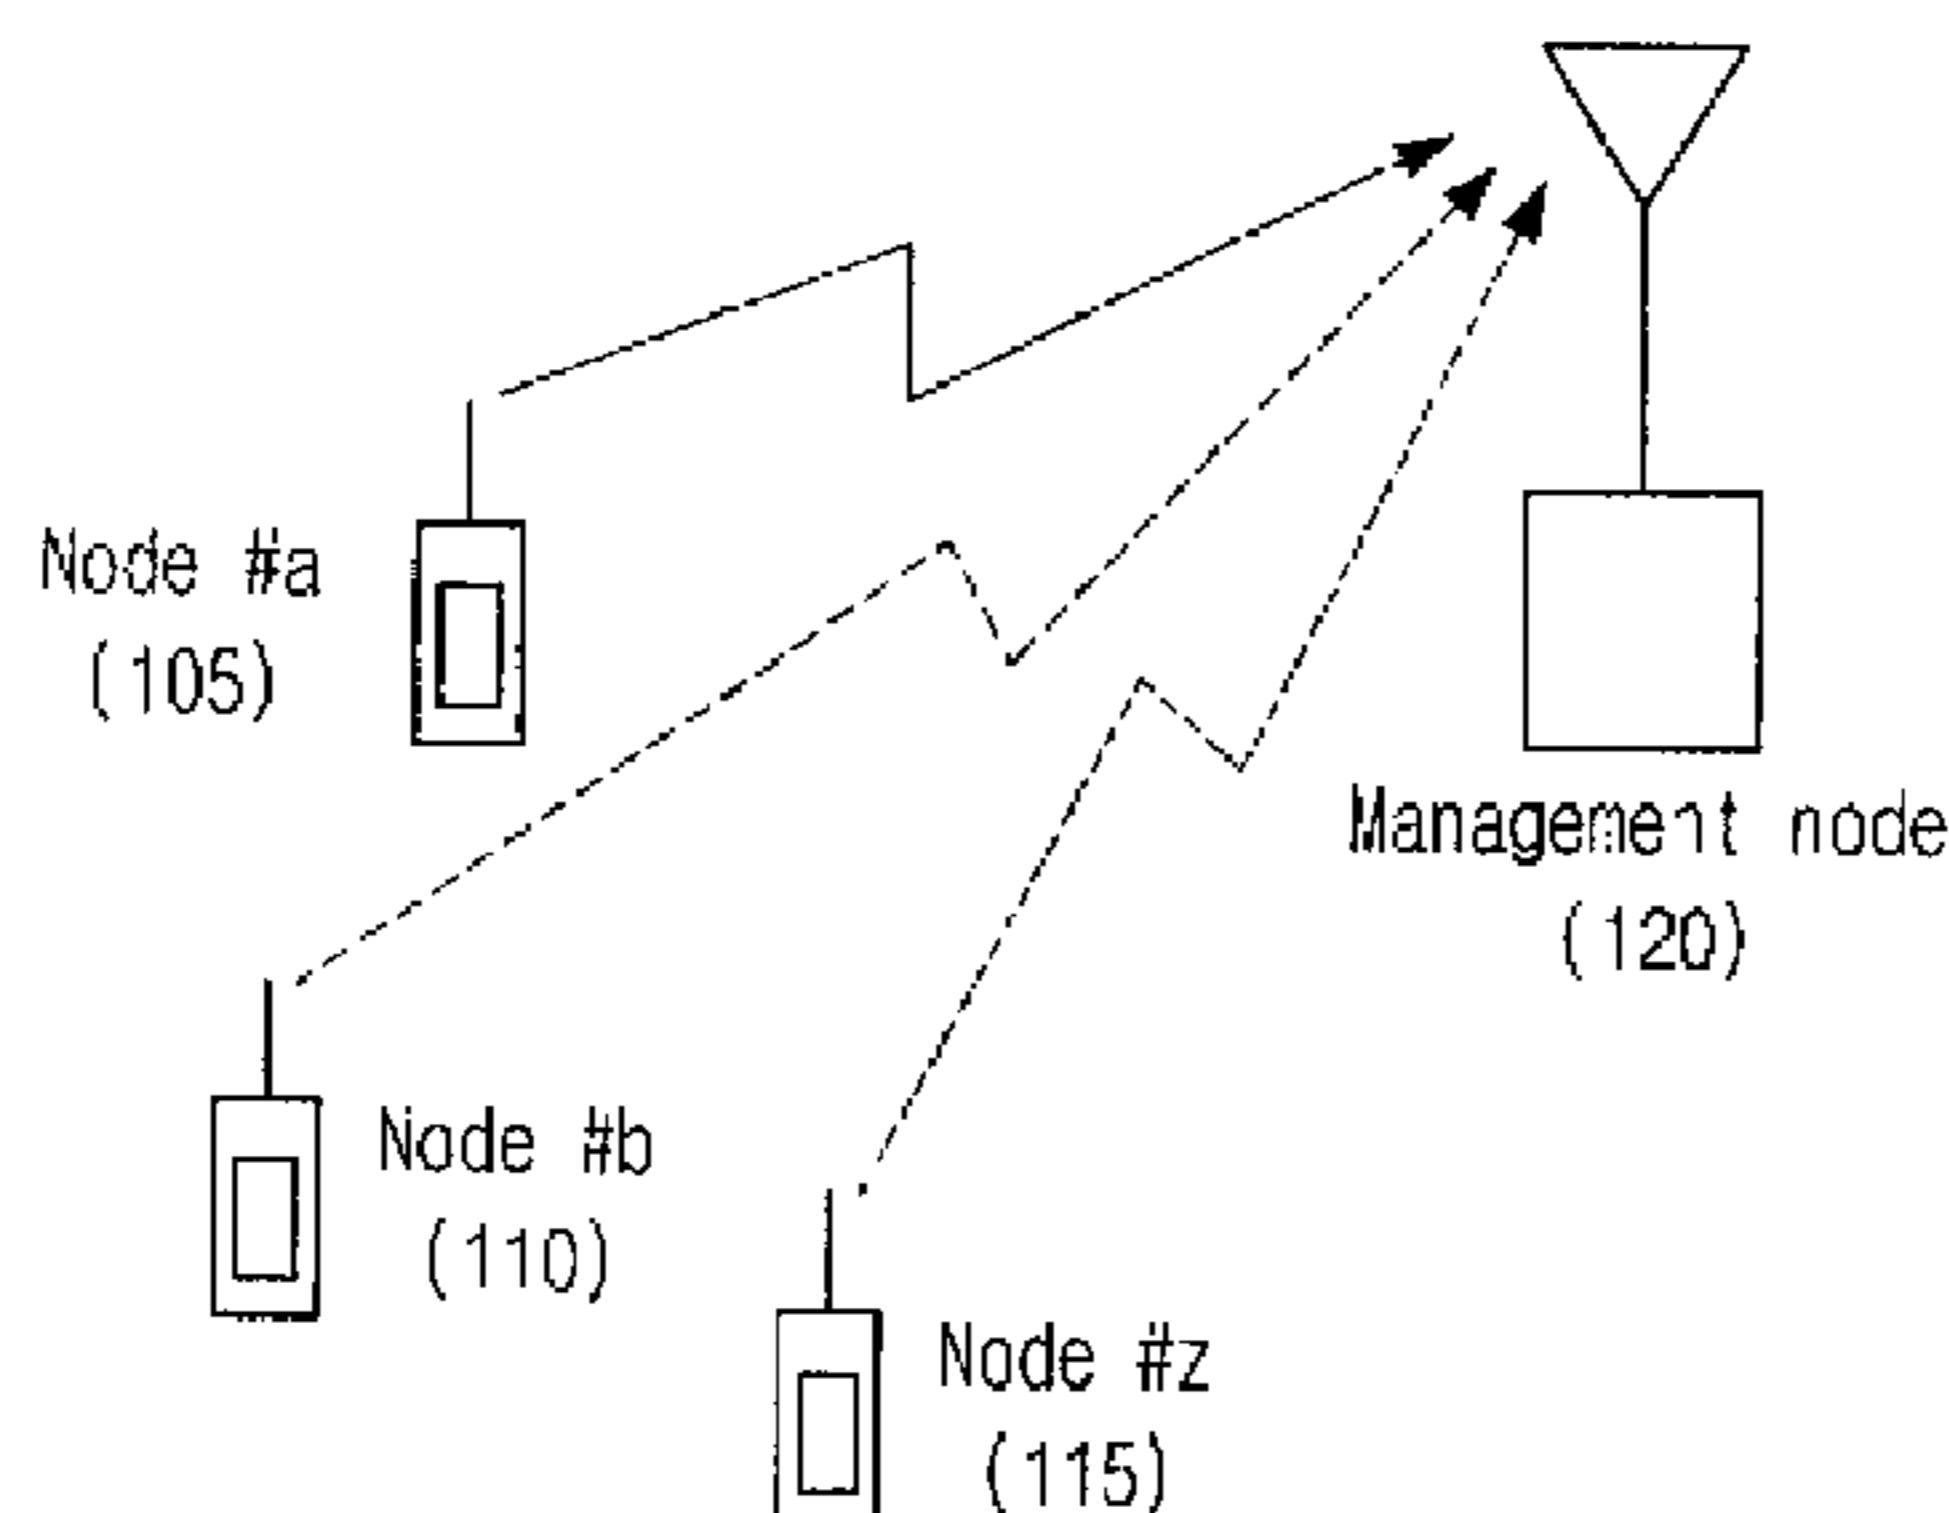 Node #a
(105)
Management node
(120)
Node #b
(110)
Node #z
(115)